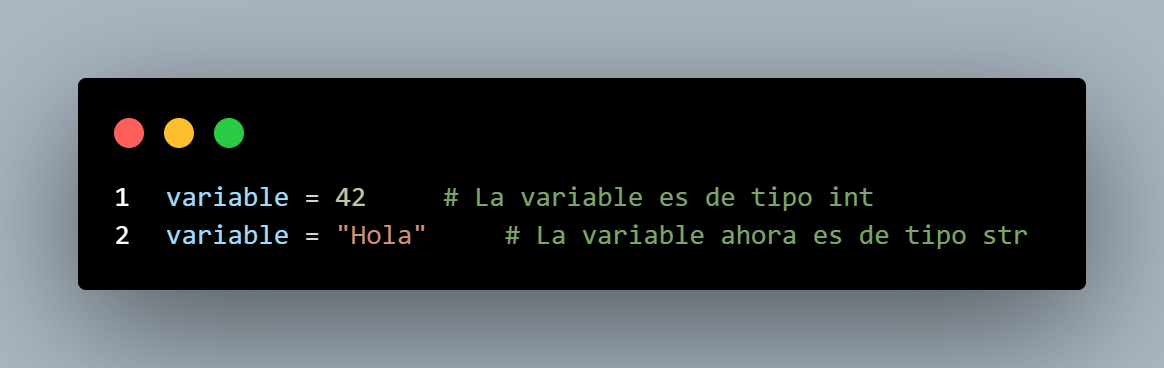 1 variable = 42     # La variable es de tipo int
2 variable = "Hola"     # La variable ahora es de tipo str